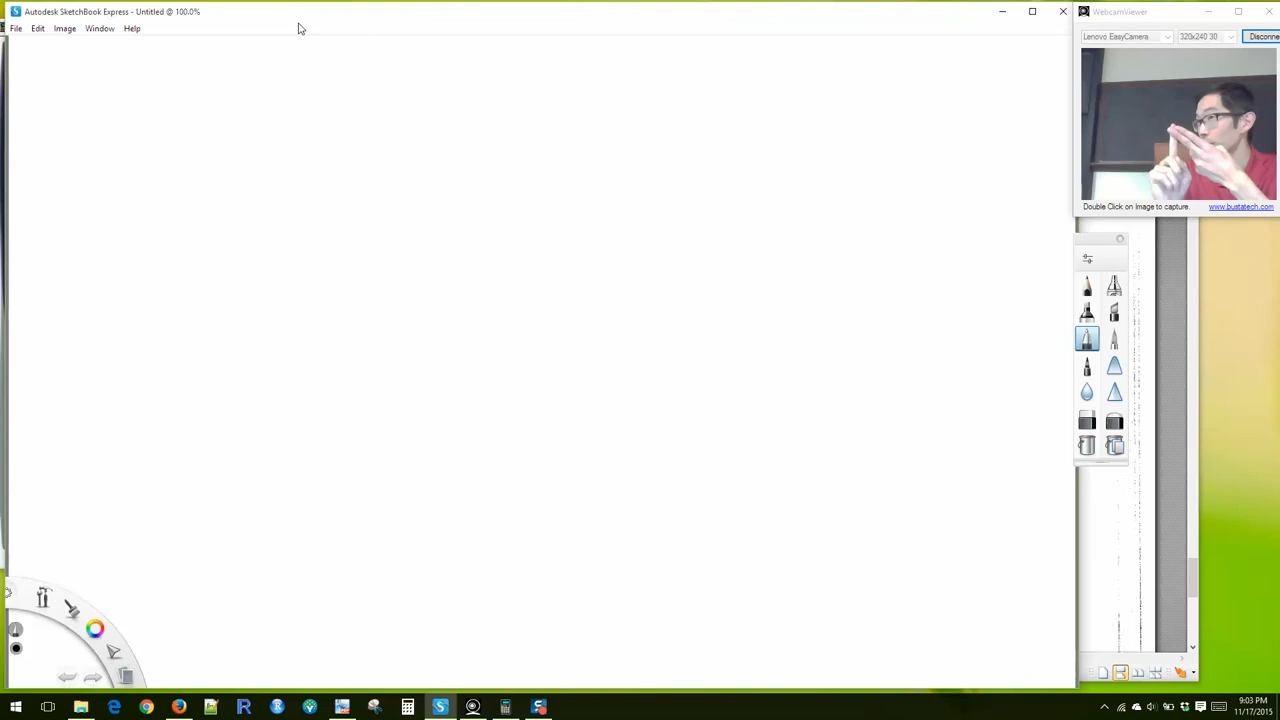 Autodesk SketchBook Express - Untitled @ 100.0%
File Edit Image Window Help
WebcamViewer
Lenovo EasyCamera 320x240 30 Disconne
Double Click on Image to capture. www.bustatech.com
9:03 PM
11/17/2015